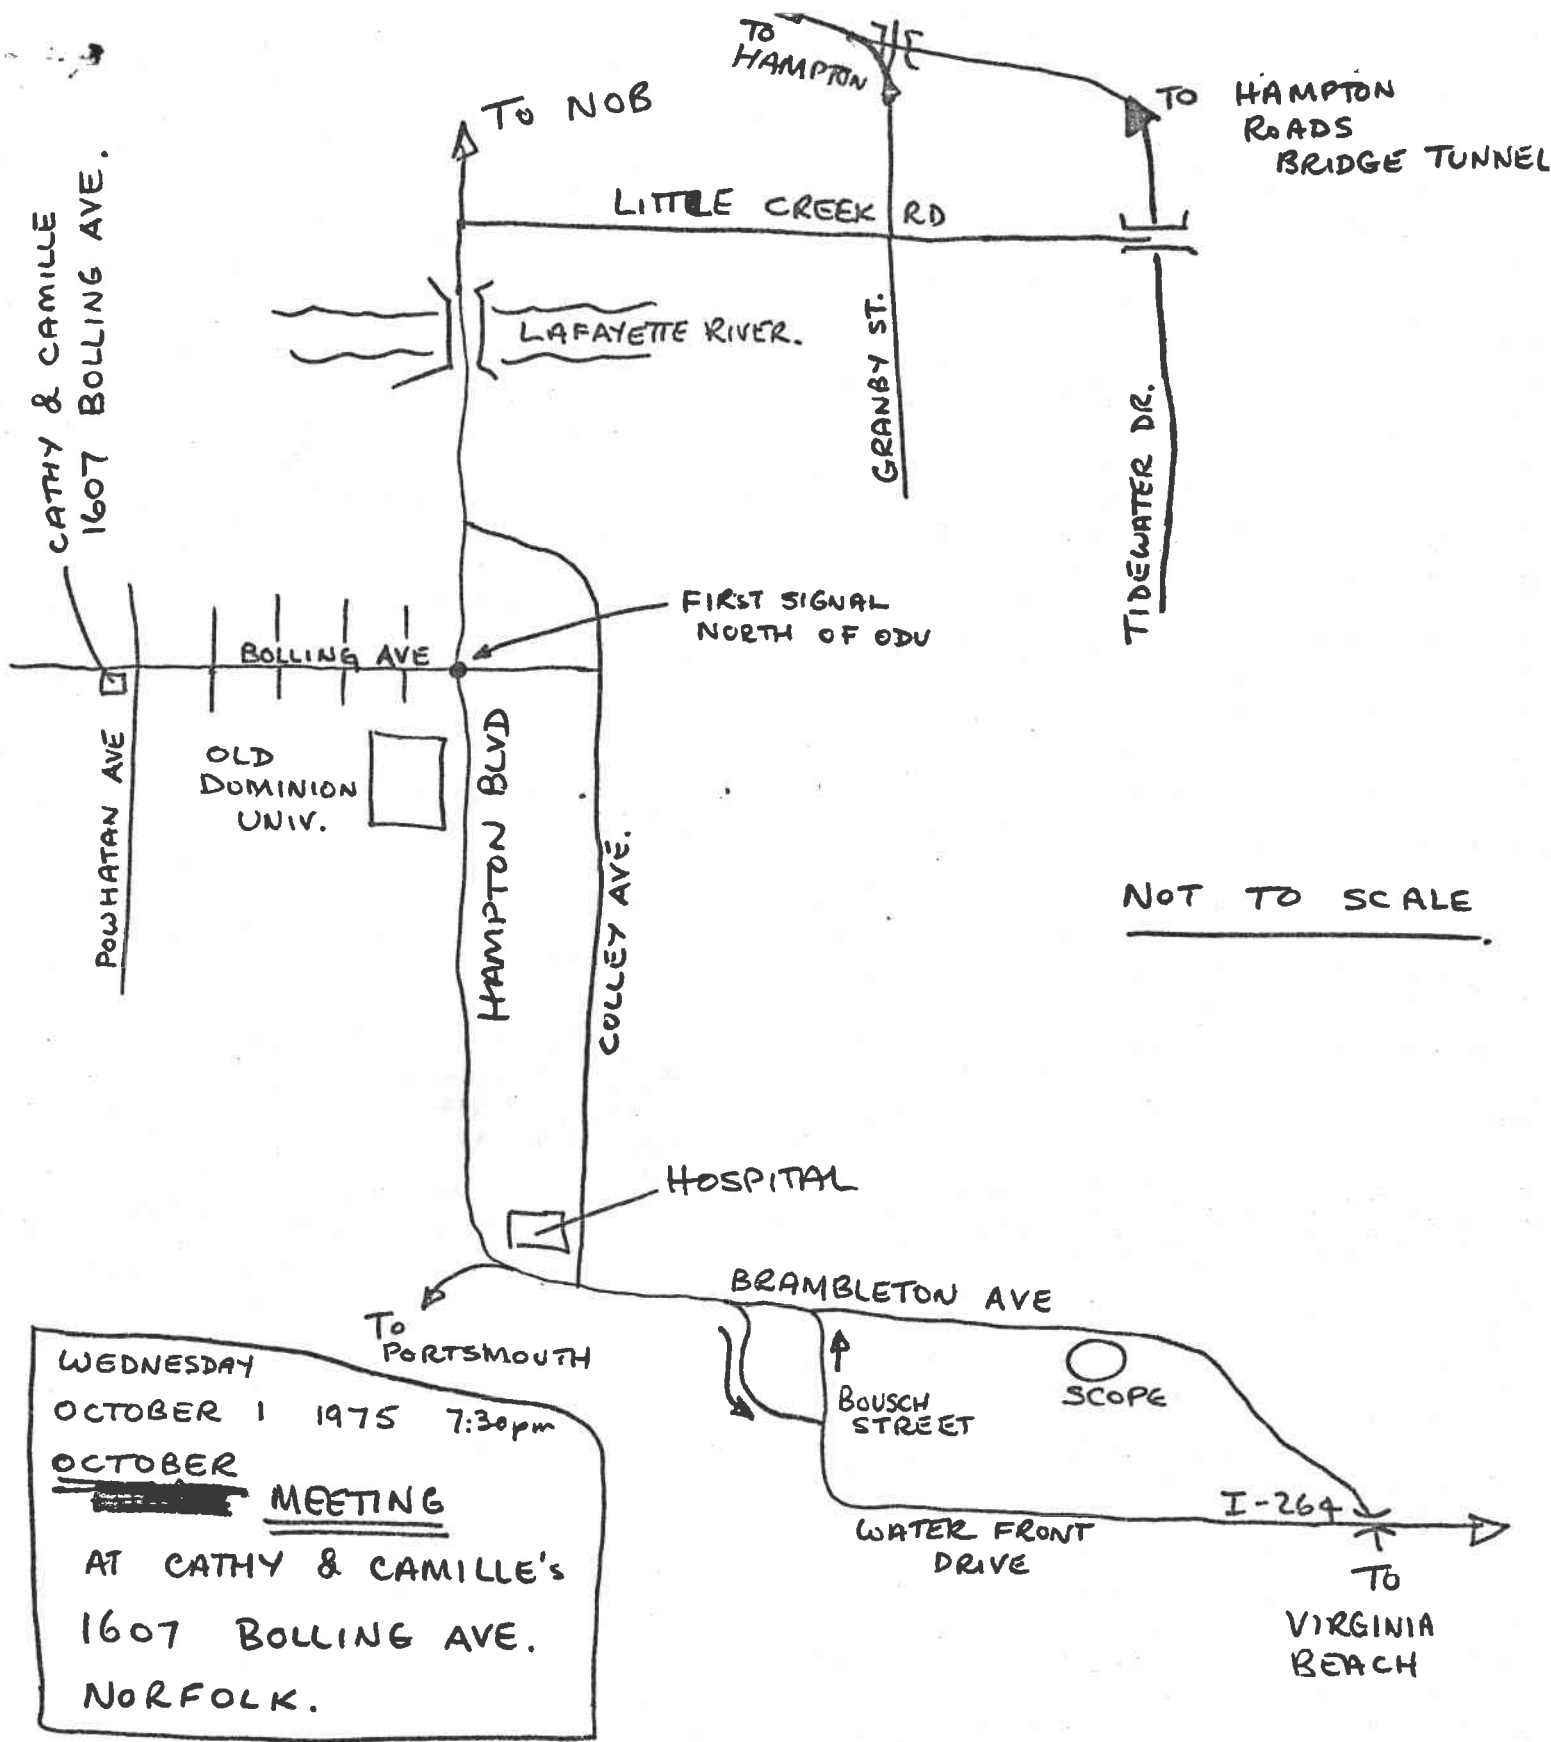 TO
HAMPTON
TO HAMPTON
ROADS
BRIDGE TUNNEL
TO NOB
LITTLE CREEK RD
CATHY & CAMILLE
1607 BOLLING AVE.
LAFAYETTE RIVER.
GRANBY ST.
TIDEWATER DR.
FIRST SIGNAL
NORTH OF ODU
BOLLING AVE
POWHATAN AVE
OLD
DOMINION
UNIV.
HAMPTON BLVD
COLLEY AVE.
NOT TO SCALE.
HOSPITAL
BRAMBLETON AVE
TO
PORTSMOUTH
BOUSCH
STREET
SCOPE
I-264
WATER FRONT
DRIVE
TO
VIRGINIA
BEACH
WEDNESDAY
OCTOBER 1 1975 7:30pm
OCTOBER
MEETING
AT CATHY & CAMILLE's
1607 BOLLING AVE.
NORFOLK.